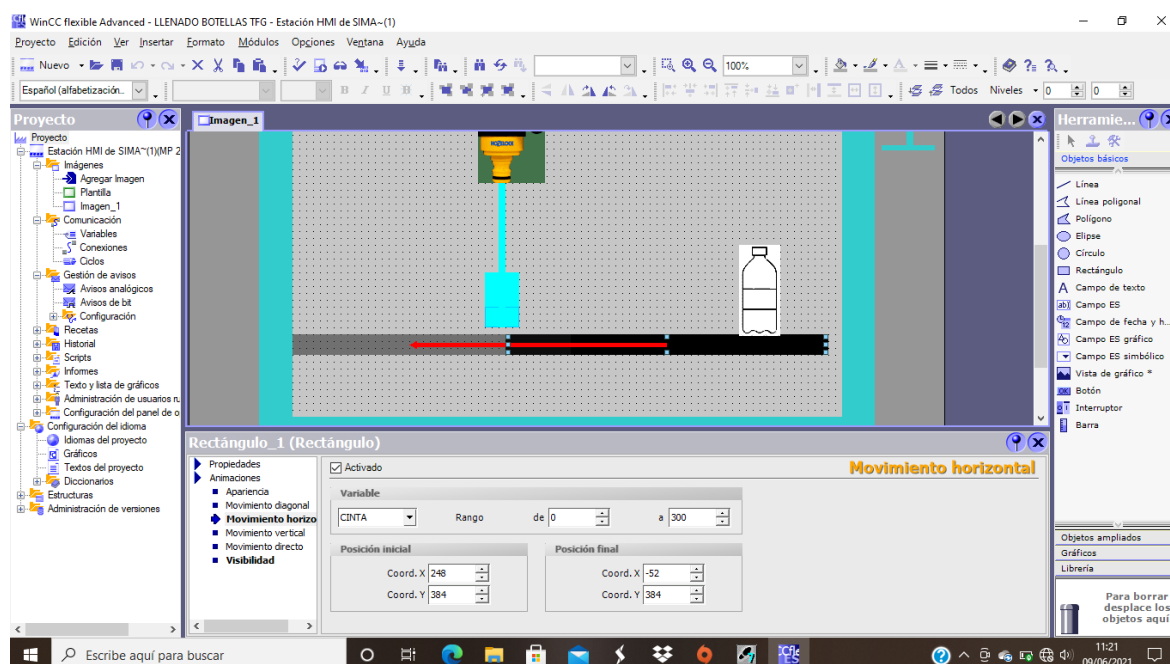 WinCC flexible Advanced - LLENADO BOTELLAS TFG - Estación HMI de SIMA~(1)
Proyecto Edición Ver Insertar Formato Módulos Opciones Ventana Ayuda
Nuevo 100%
Español (alfabetización.. B I U Todos Niveles 0 0
Proyecto
Imagen_1
Herramie...
Proyecto
Estación HMI de SIMA~(1)(MP 2
Imágenes
Agregar Imagen
Plantilla
Imagen_1
Comunicación
Variables
Conexiones
Ciclos
Gestión de avisos
Avisos analógicos
Avisos de bit
Configuración
Recetas
Historial
Scripts
Informes
Texto y lista de gráficos
Administración de usuarios ru
Configuración del panel de o
Configuración del idioma
Idiomas del proyecto
Gráficos
Textos del proyecto
Diccionarios
Estructuras
Administración de versiones
HOZELOCK
Objetos básicos
Línea
Línea poligonal
Polígono
Elipse
Círculo
Rectángulo
Campo de texto
Campo ES
Campo de fecha y h..
Campo ES gráfico
Campo ES simbólico
Vista de gráfico *
Botón
Interruptor
Barra
Objetos ampliados
Gráficos
Librería
Para borrar
desplace los
objetos aquí
Rectángulo_1 (Rectángulo)
Propiedades
Animaciones
Apariencia
Movimiento diagonal
Movimiento horizo
Movimiento vertical
Movimiento directo
Visibilidad
Activado
Movimiento horizontal
Variable
CINTA Rango de 0 a 300
Posición inicial Posición final
Coord. X 248 Coord. X -52
Coord. Y 384 Coord. Y 384
Escribe aquí para buscar
11:21
09/06/2021